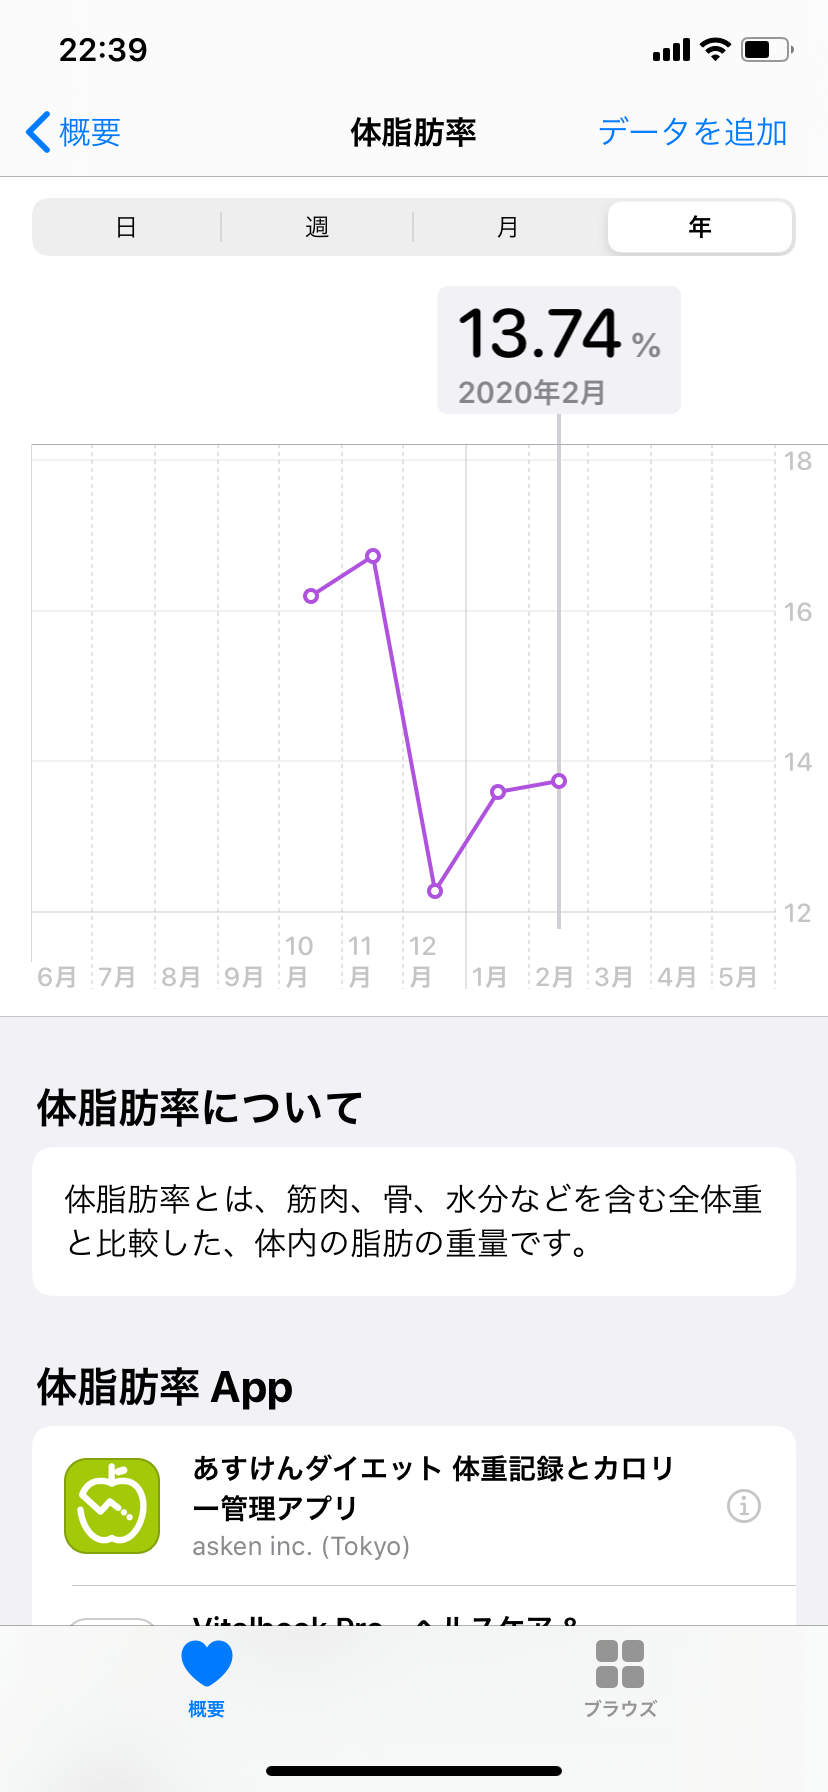 22:39
概要 体脂肪率 データを追加
日 週 月 年
13.74 %
2020年2月
18
16
14
12
6月 7月 8月 9月 10月 11月 12月 1月 2月 3月 4月 5月
体脂肪率について
体脂肪率とは、筋肉、骨、水分などを含む全体重
と比較した、体内の脂肪の重量です。
体脂肪率 App
あすけんダイエット 体重記録とカロリ
ー管理アプリ
asken inc. (Tokyo)
概要 ブラウズ